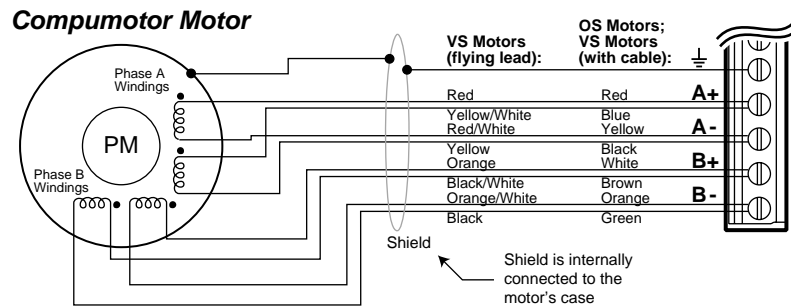 Compumotor Motor
VS Motors
(flying lead):
OS Motors;
VS Motors
(with cable):
Phase A
Windings
PM
Phase B
Windings
Red Red A+
Yellow/White Blue
Red/White Yellow A-
Yellow Black
Orange White B+
Black/White Brown
Orange/White Orange B-
Black Green
Shield
Shield is internally
connected to the
motor's case